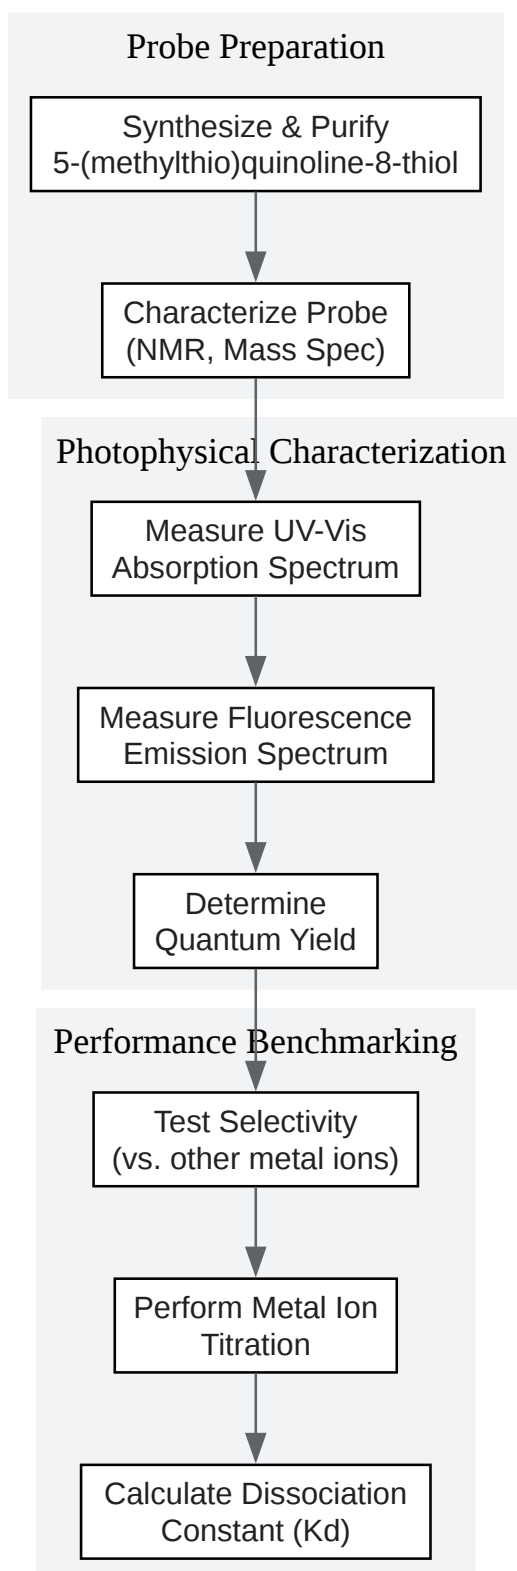 Probe Preparation
Synthesize & Purify
5-(methylthio)quinoline-8-thiol
Characterize Probe
(NMR, Mass Spec)
Photophysical Characterization
Measure UV-Vis
Absorption Spectrum
Measure Fluorescence
Emission Spectrum
Determine
Quantum Yield
Performance Benchmarking
Test Selectivity
(vs. other metal ions)
Perform Metal Ion
Titration
Calculate Dissociation
Constant (Kd)